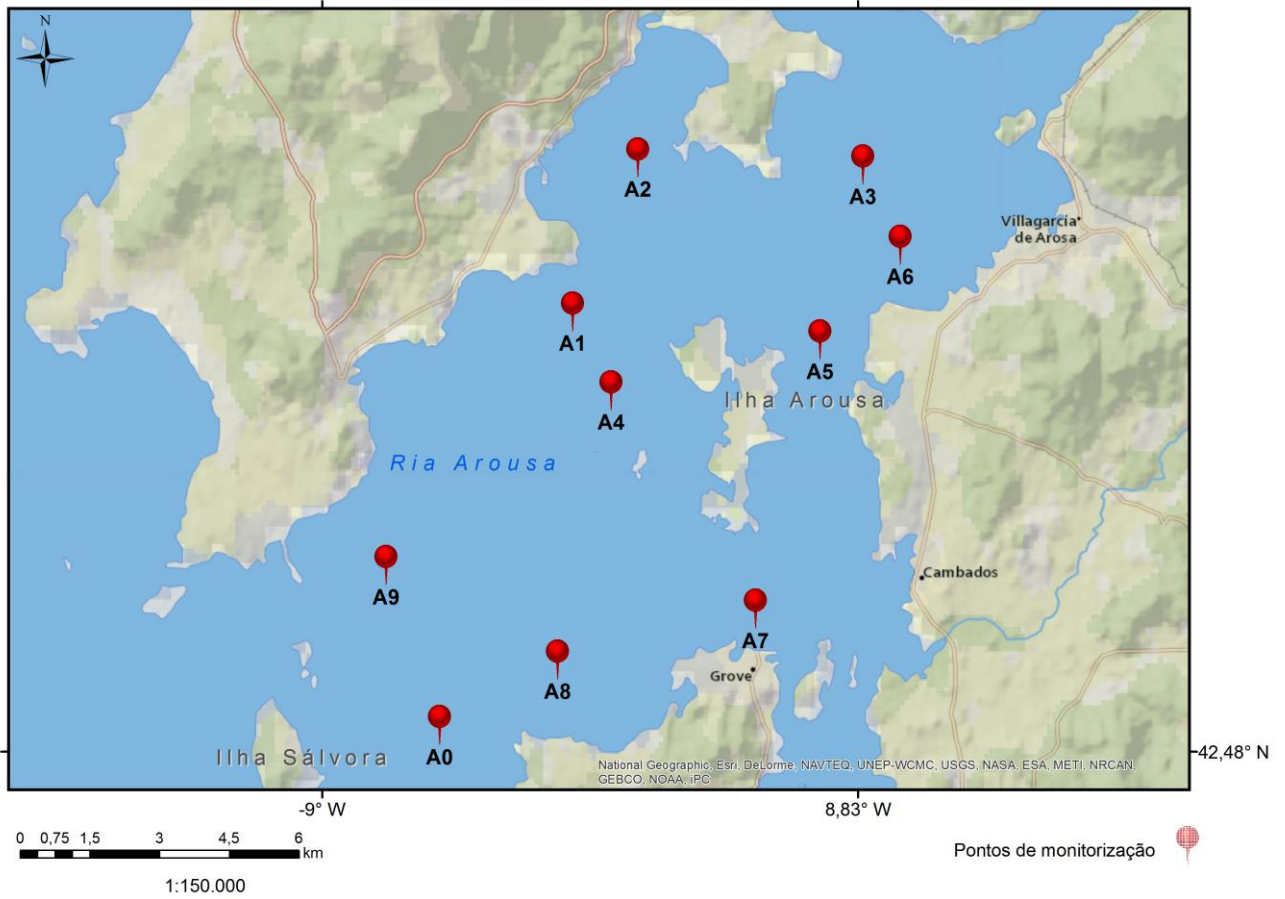 N
A2
A3
Villagarcía
de Arosa
A6
A1
A5
Ilha Arousa
A4
Ria Arousa
Cambados
A9
A7
Grove
A8
A0
Ilha Sálvora
National Geographic, Esri, DeLorme, NAVTEQ, UNEP-WCMC, USGS, NASA, ESA, METI, NRCAN,
GEBCO, NOAA, iPC
42,48° N
-9° W
8,83° W
0 0,75 1,5 3 4,5 6
km
1:150.000
Pontos de monitorização